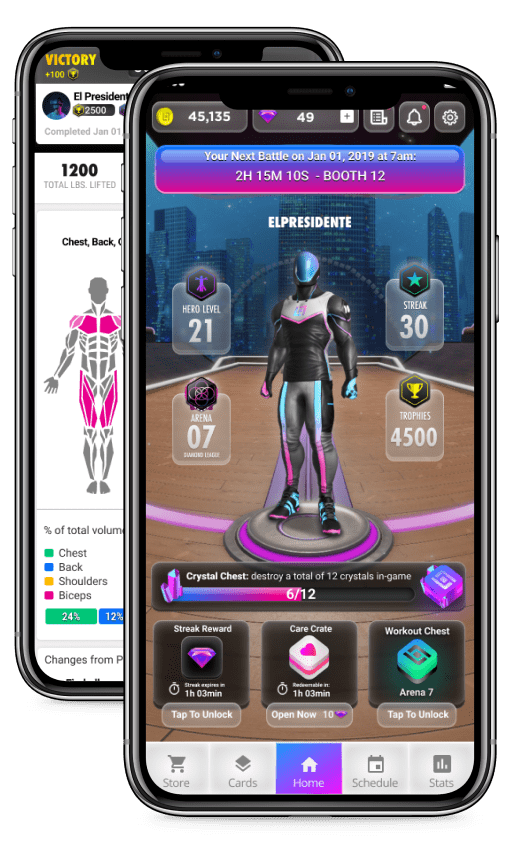 VICTORY
+100
El President
2500
Completed Jan 01,
1200
TOTAL LBS. LIFTED
Chest, Back,
% of total volum
Chest
Back
Shoulders
Biceps
24%
12%
Changes from P
45,135
49
+
Your Next Battle on Jan 01, 2019 at 7am:
2H 15M 10S - BOOTH 12
ELPRESIDENTE
HERO LEVEL
21
STREAK
30
ARENA
07
DIAMOND LEAGUE
TROPHIES
4500
Crystal Chest: destroy a total of 12 crystals in-game
6/12
Streak Reward
Streak expires in
1h 03min
Tap To Unlock
Care Crate
Redeemable in:
1h 03min
Open Now 10
Workout Chest
Arena 7
Tap To Unlock
Store
Cards
Home
Schedule
Stats